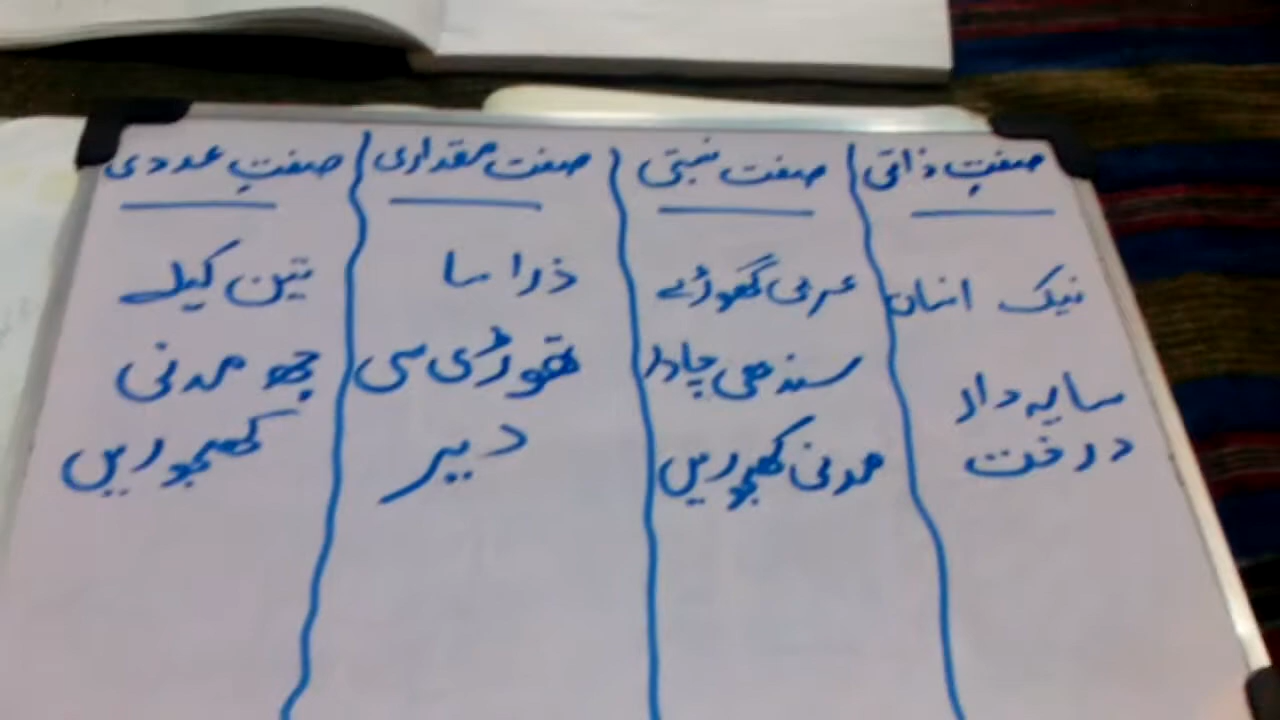 صفتِ ذاتی
نیک انسان
سایہ دار
درخت
صفت نسبتی
عربی گھوڑے
سندھی چادر
مدنی کھجوریں
صفت مقداری
ذرا سا
تھوڑی سی
دیر
صفتِ عددی
تین کیلے
چھ مدنی
کھجوریں